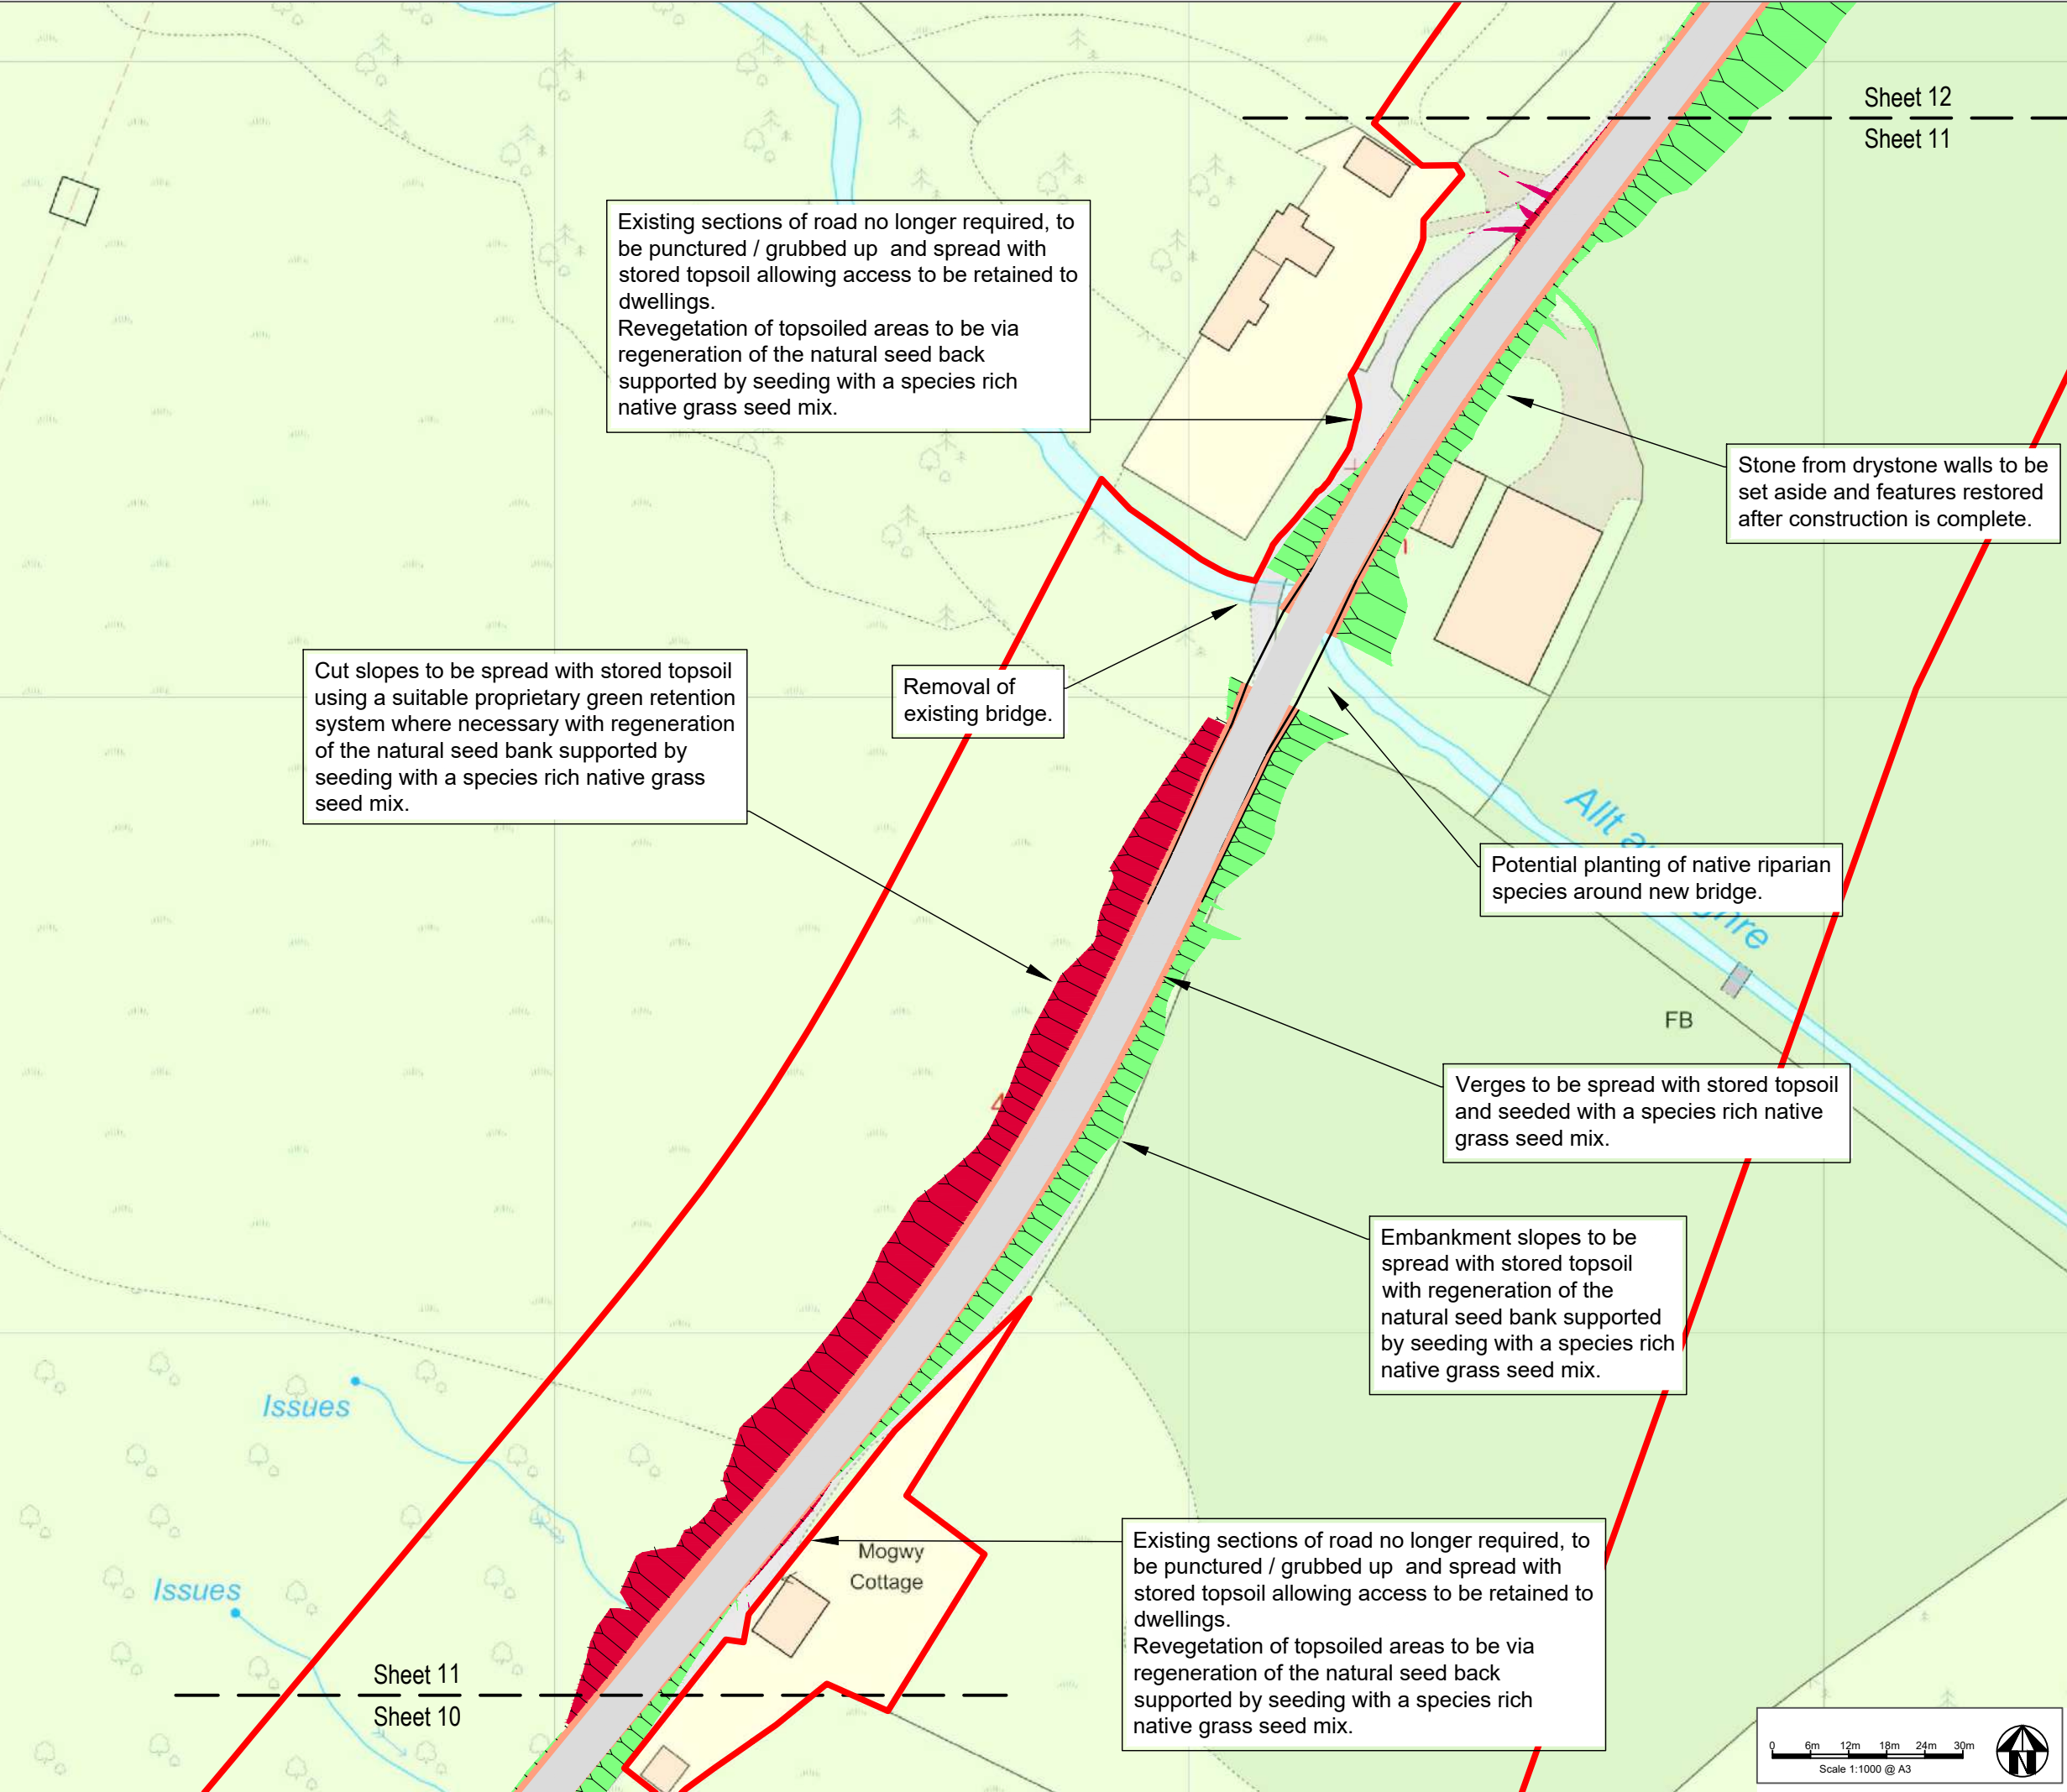 Sheet 12
Sheet 11
Existing sections of road no longer required, to
be punctured / grubbed up and spread with
stored topsoil allowing access to be retained to
dwellings.
Revegetation of topsoiled areas to be via
regeneration of the natural seed back
supported by seeding with a species rich
native grass seed mix.
Stone from drystone walls to be
set aside and features restored
after construction is complete.
Cut slopes to be spread with stored topsoil
using a suitable proprietary green retention
system where necessary with regeneration
of the natural seed bank supported by
seeding with a species rich native grass
seed mix.
Removal of
existing bridge.
Allt
Potential planting of native riparian
species around new bridge.
FB
Verges to be spread with stored topsoil
and seeded with a species rich native
grass seed mix.
4
Embankment slopes to be
spread with stored topsoil
with regeneration of the
natural seed bank supported
by seeding with a species rich
native grass seed mix.
Issues
Issues
Mogwy
Cottage
Existing sections of road no longer required, to
be punctured / grubbed up and spread with
stored topsoil allowing access to be retained to
dwellings.
Revegetation of topsoiled areas to be via
regeneration of the natural seed back
supported by seeding with a species rich
native grass seed mix.
Sheet 11
Sheet 10
0 6m 12m 18m 24m 30m
Scale 1:1000 @ A3
N